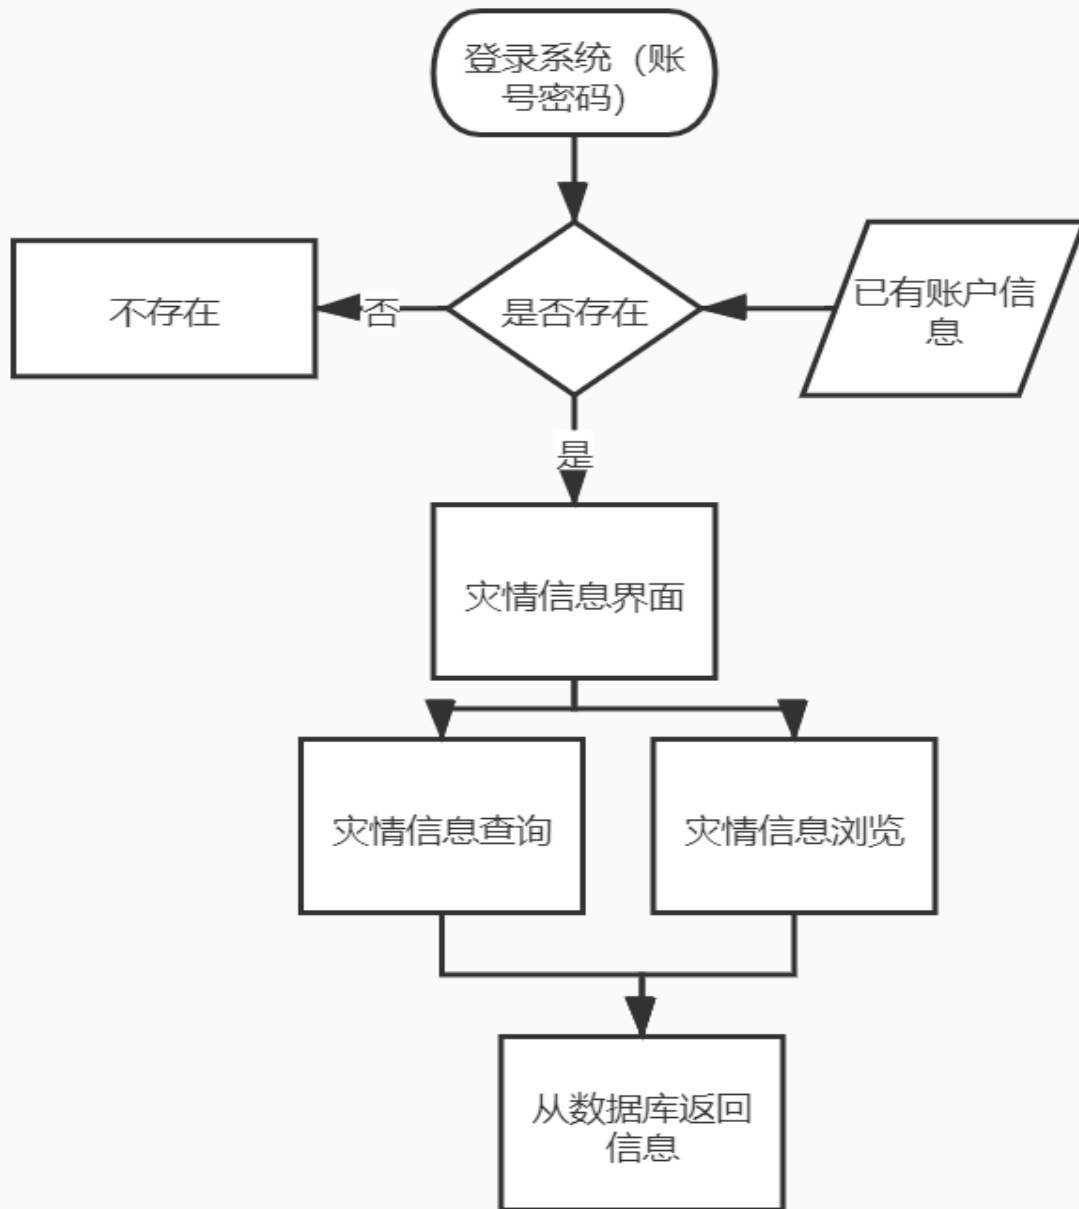 登录系统（账
号密码）
不存在
否
是否存在
已有账户信
息
是
灾情信息界面
灾情信息查询
灾情信息浏览
从数据库返回
信息